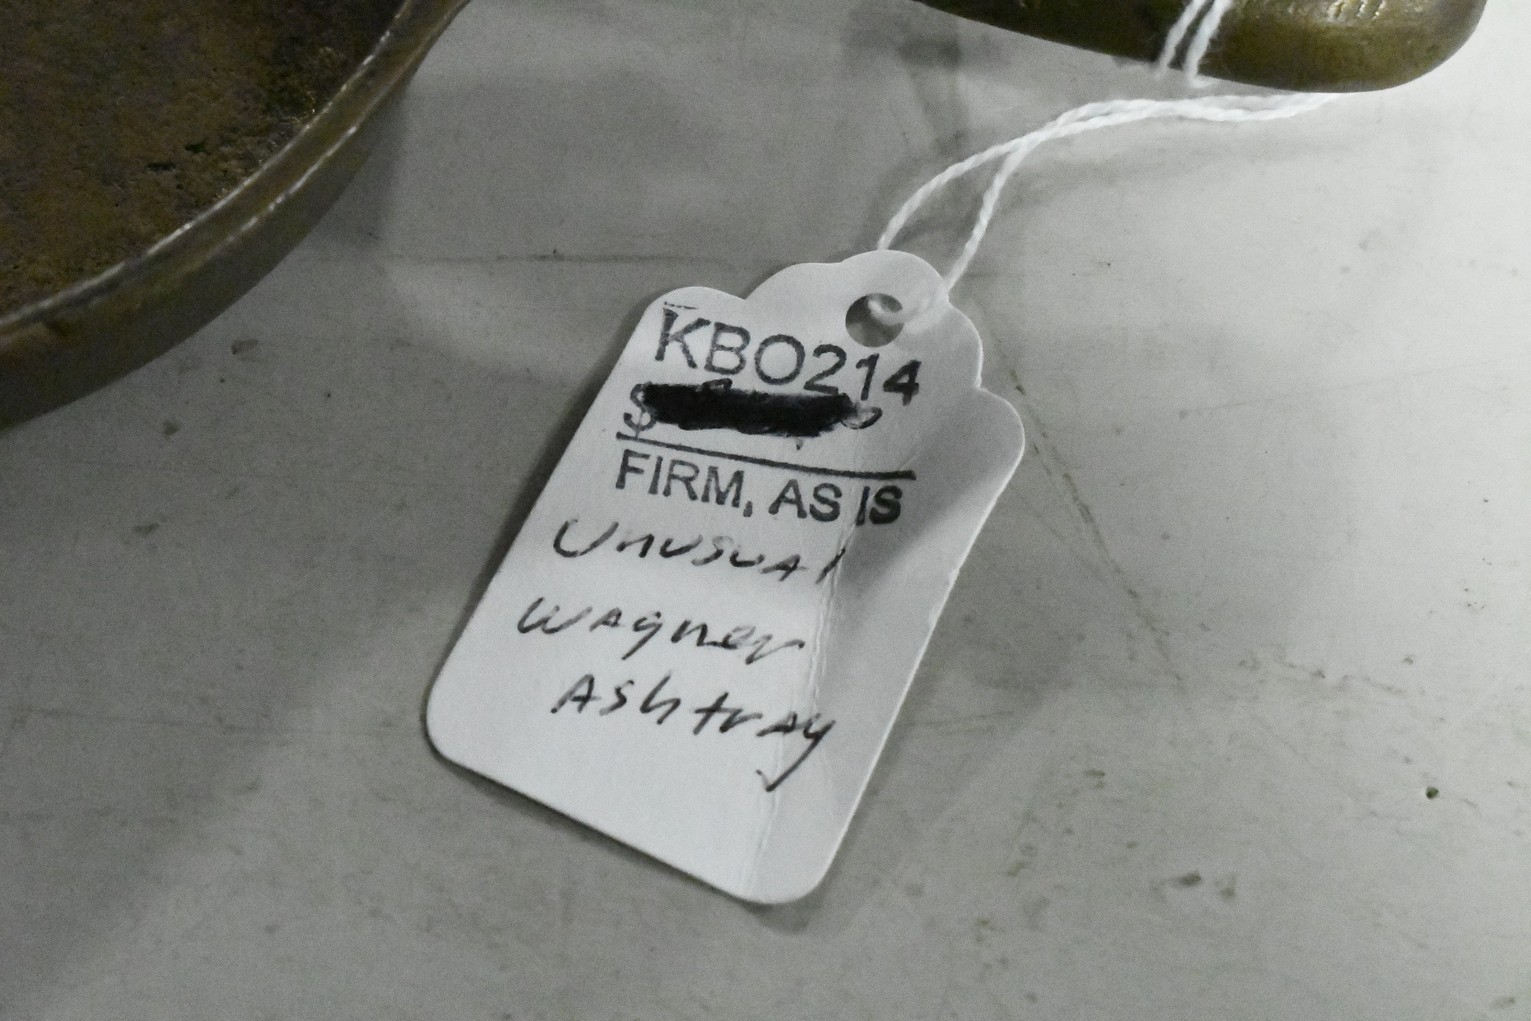 KBO214
$
FIRM, AS IS
Unusual
Wagner
Ashtray